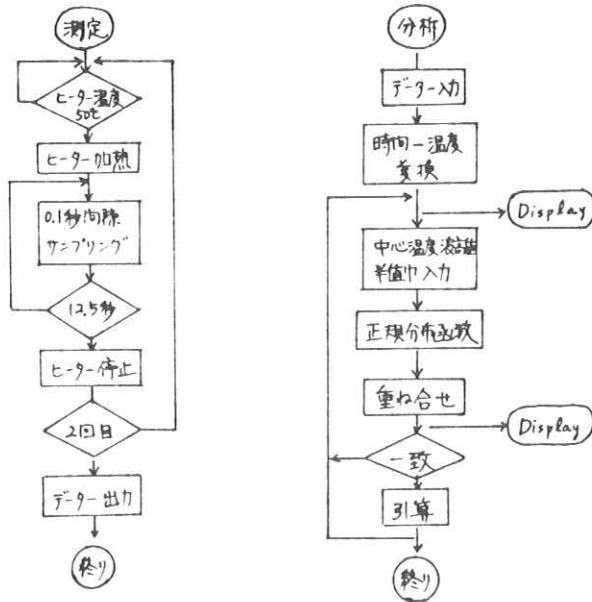 測定
ヒーター温度
50℃
ヒーター加熱
0.1秒間隔
サンプリング
12.5秒
ヒーター停止
2回目
データー出力
終り
分析
データー入力
時間ー温度
変換
Display
中心温度
半値巾入力
正規分布函数
重ね合せ
Display
一致
引算
終り